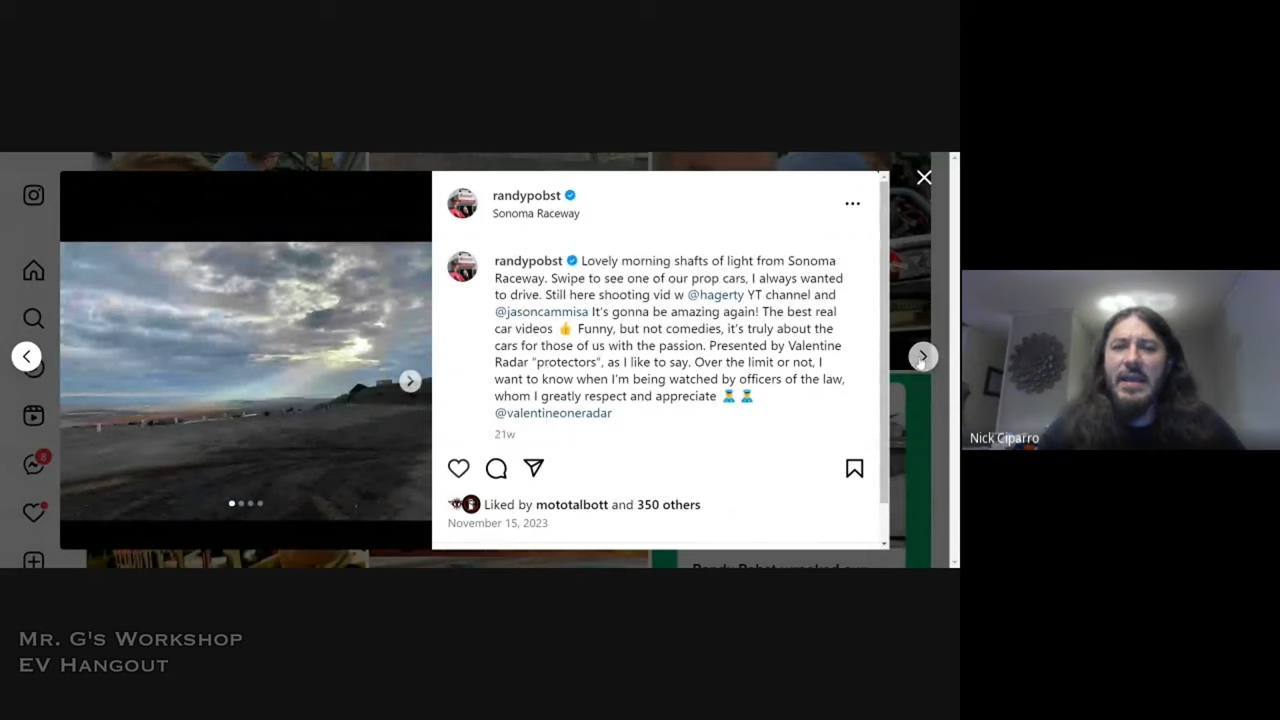 randypobst
Sonoma Raceway
randypobst Lovely morning shafts of light from Sonoma
Raceway. Swipe to see one of our prop cars, I always wanted
to drive. Still here shooting vid w @hagerty YT channel and
@jasoncammisa It's gonna be amazing again! The best real
car videos 👍 Funny, but not comedies, it's truly about the
cars for those of us with the passion. Presented by Valentine
Radar "protectors", as I like to say. Over the limit or not, I
want to know when I'm being watched by officers of the law,
whom I greatly respect and appreciate 👮 👮
@valentineoneradar
21w
8
Liked by mototalbott and 350 others
November 15, 2023
Nick Ciparro
Mr. G's Workshop
EV Hangout